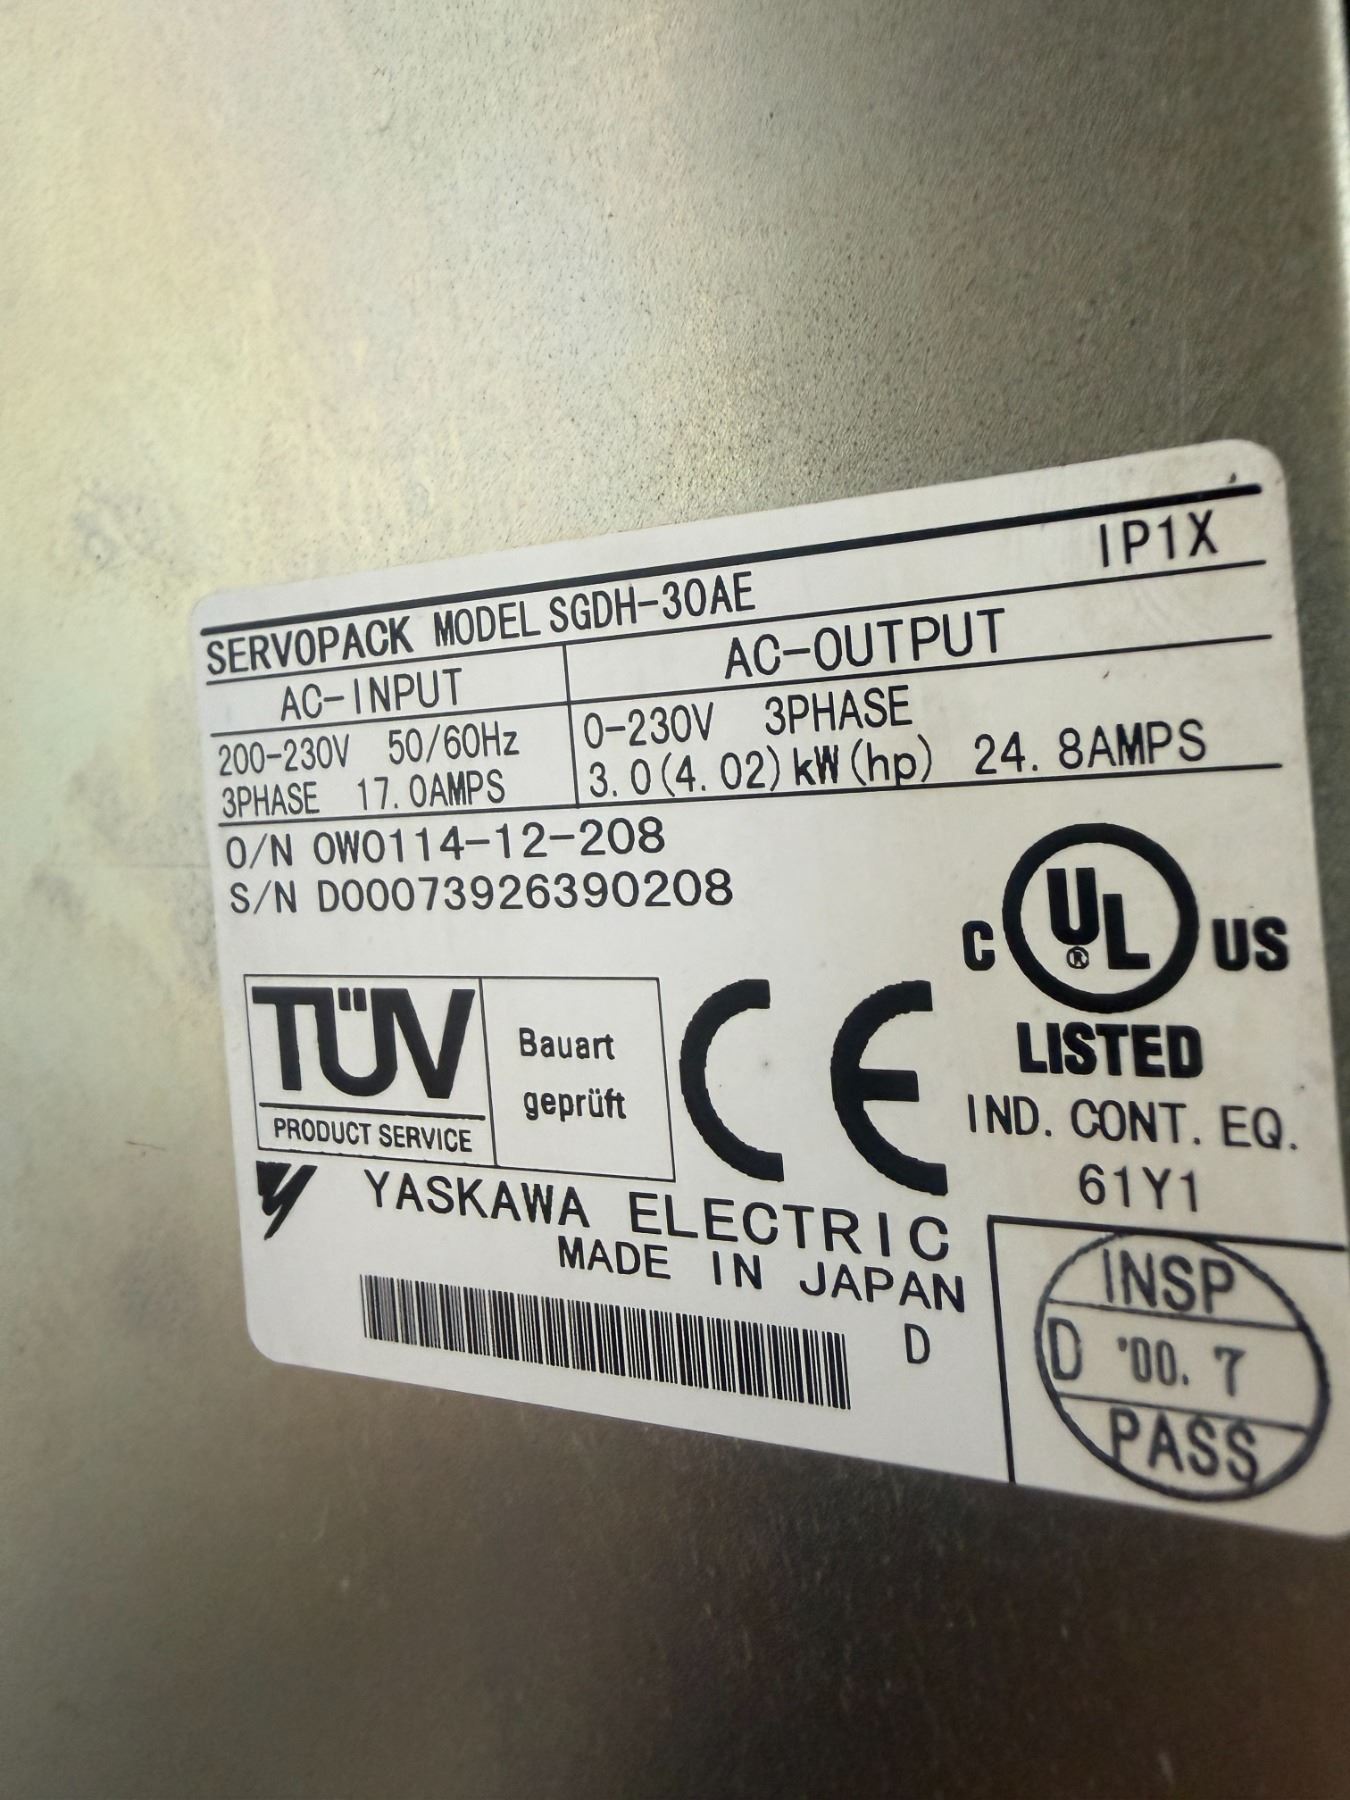 SERVOPACK MODEL SGDH-30AE IP1X
AC-INPUT
200-230V 50/60Hz
3PHASE 17.0AMPS
AC-OUTPUT
0-230V 3PHASE
3.0(4.02)kW(hp) 24.8AMPS
O/N OWO114-12-208
S/N D00073926390208
TÜV
PRODUCT SERVICE
Bauart
geprüft
CE
C UL® US
LISTED
IND. CONT. EQ.
61Y1
YASKAWA ELECTRIC
MADE IN JAPAN
D
INSP
D '00. 7
PASS